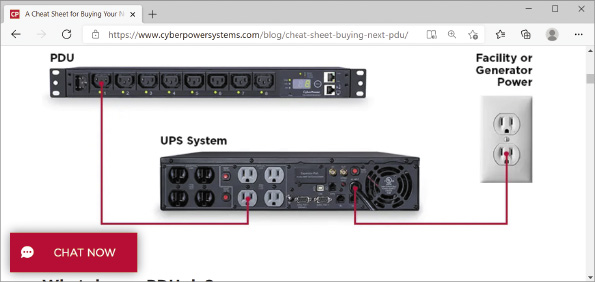 A Cheat Sheet for Buying Your N
https://www.cyberpowersystems.com/blog/cheat-sheet-buying-next-pdu/
PDU
Facility or
Generator
Power
UPS System
CHAT NOW